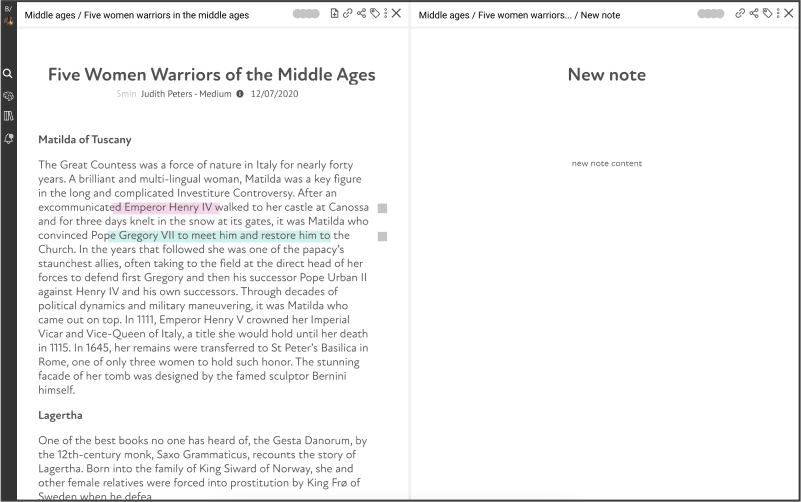 B/
Middle ages / Five women warriors in the middle ages
Five Women Warriors of the Middle Ages
5min Judith Peters - Medium 12/07/2020
Matilda of Tuscany
The Great Countess was a force of nature in Italy for nearly forty
years. A brilliant and multi-lingual woman, Matilda was a key figure
in the long and complicated Investiture Controversy. After an
excommunicated Emperor Henry IV walked to her castle at Canossa
and for three days knelt in the snow at its gates, it was Matilda who
convinced Pope Gregory VII to meet him and restore him to the
Church. In the years that followed she was one of the papacy's
staunchest allies, often taking to the field at the direct head of her
forces to defend first Gregory and then his successor Pope Urban II
against Henry IV and his own successors. Through decades of
political dynamics and military maneuvering, it was Matilda who
came out on top. In 1111, Emperor Henry V crowned her Imperial
Vicar and Vice-Queen of Italy, a title she would hold until her death
in 1115. In 1645, her remains were transferred to St Peter's Basilica in
Rome, one of only three women to hold such honor. The stunning
facade of her tomb was designed by the famed sculptor Bernini
himself.
Lagertha
One of the best books no one has heard of, the Gesta Danorum, by
the 12th-century monk, Saxo Grammaticus, recounts the story of
Lagertha. Born into the family of King Siward of Norway, she and
other female relatives were forced into prostitution by King Frø of
Sweden when he defea
Middle ages / Five women warriors... / New note
New note
new note content